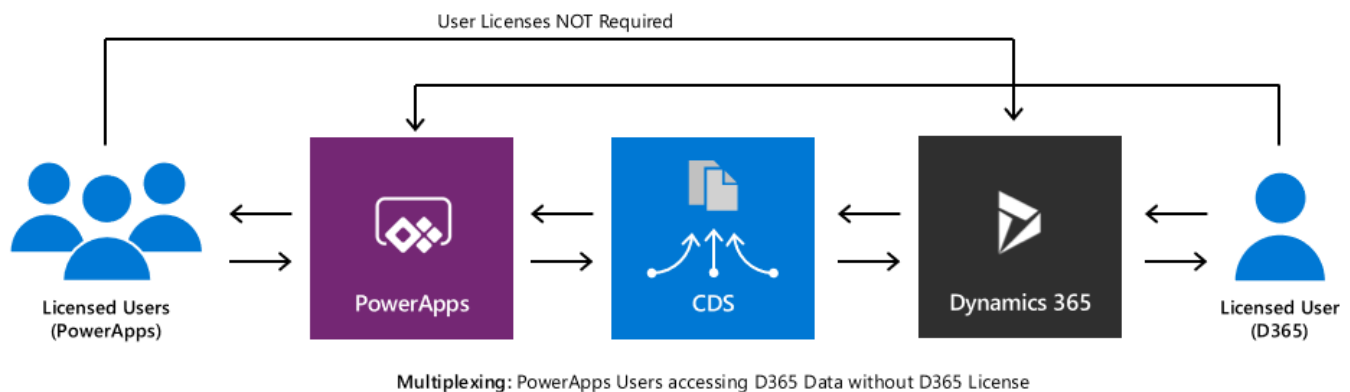 User Licenses NOT Required
PowerApps
CDS
Dynamics 365
Licensed Users
(PowerApps)
Licensed User
(D365)
Multiplexing: PowerApps Users accessing D365 Data without D365 License